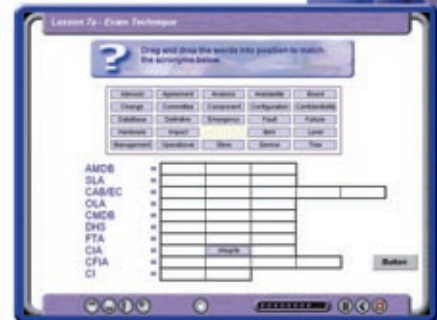 Lesson 7a - Exam Technique
?
Drag and drop the words into position to match
the acronyms below.
Advisory Agreement Analysis Availability Board
Change Committee Component Configuration Confidentiality
Database Definitive Emergency Fault Failure
Hardware Impact Item Level
Management Operational Store Service Tree
AMDB =
SLA =
CAB/EC =
OLA =
CMDB =
DHS =
FTA =
CIA = Integrity
CFIA =
CI =
Button